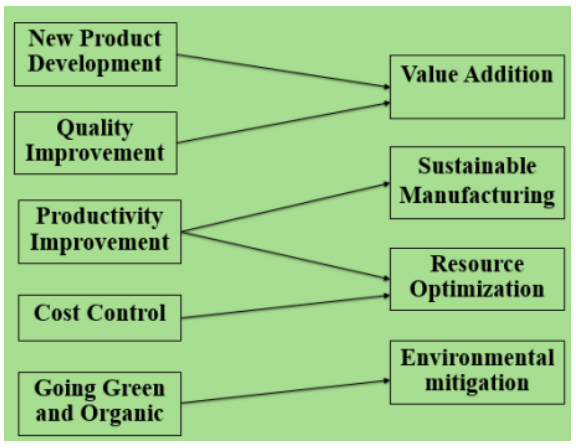 New Product
Development
Quality
Improvement
Productivity
Improvement
Cost Control
Going Green
and Organic
Value Addition
Sustainable
Manufacturing
Resource
Optimization
Environmental
mitigation